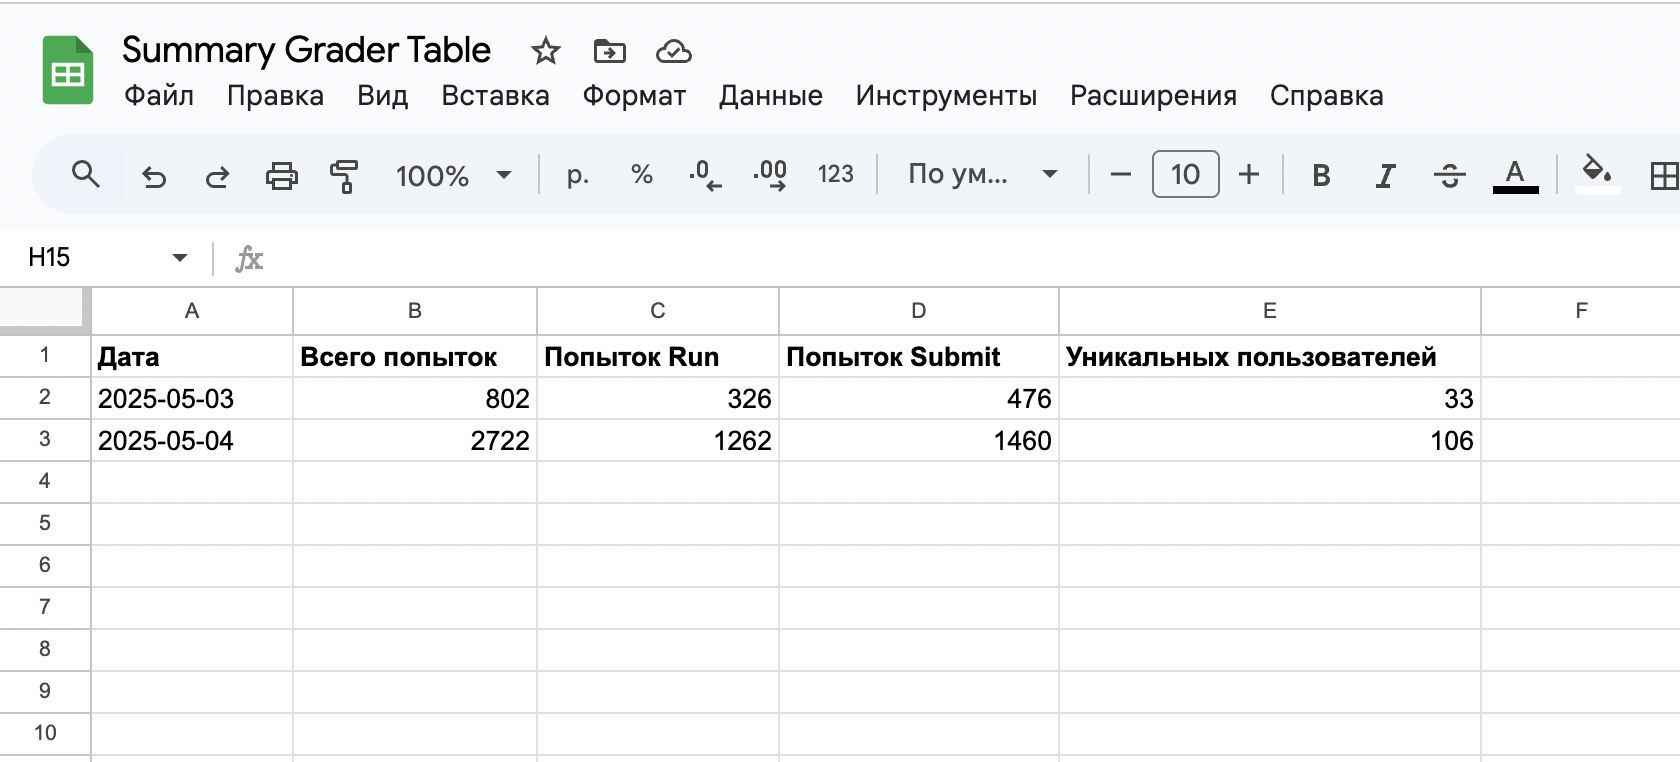 Summary Grader Table
Файл Правка Вид Вставка Формат Данные Инструменты Расширения Справка
100% р. % .0 .00 123 По ум... 10 B I S A
H15 fx
A B C D E F
1 Дата Всего попыток Попыток Run Попыток Submit Уникальных пользователей
2 2025-05-03 802 326 476 33
3 2025-05-04 2722 1262 1460 106
4
5
6
7
8
9
10